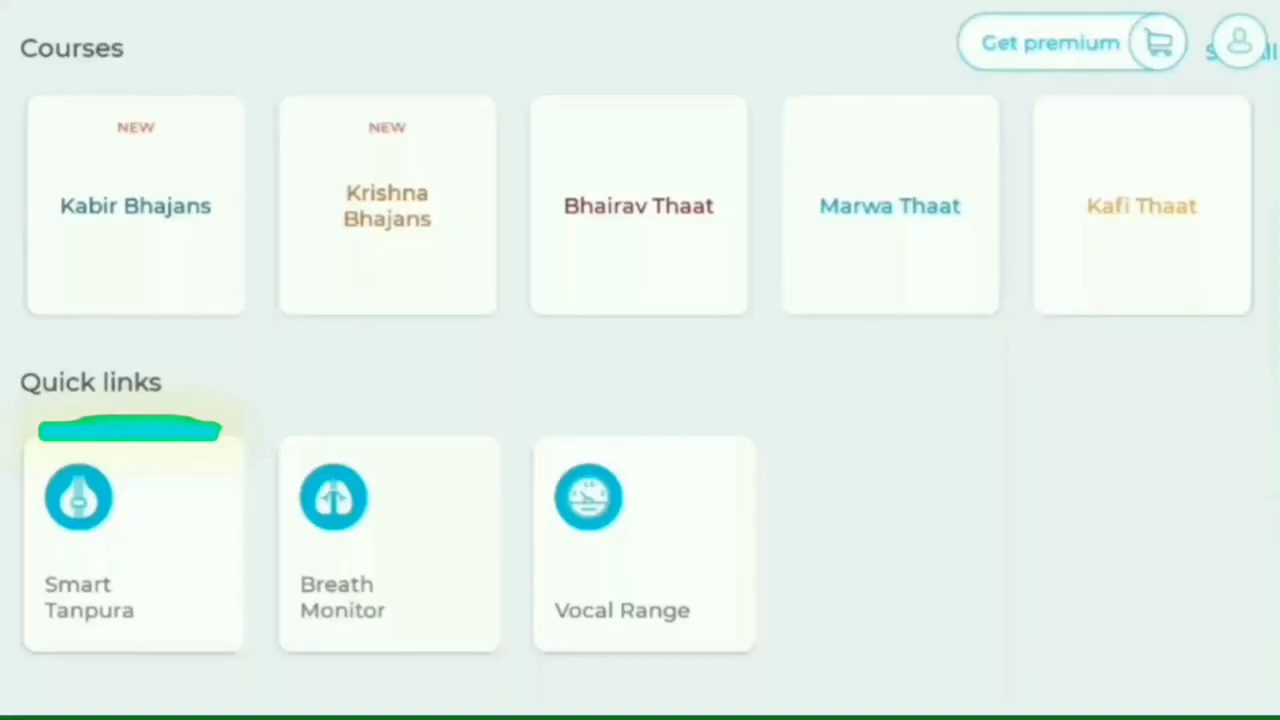 Courses
Get premium
NEW
NEW
Kabir Bhajans
Krishna
Bhajans
Bhairav Thaat
Marwa Thaat
Kafi Thaat
Quick links
Smart
Tanpura
Breath
Monitor
Vocal Range